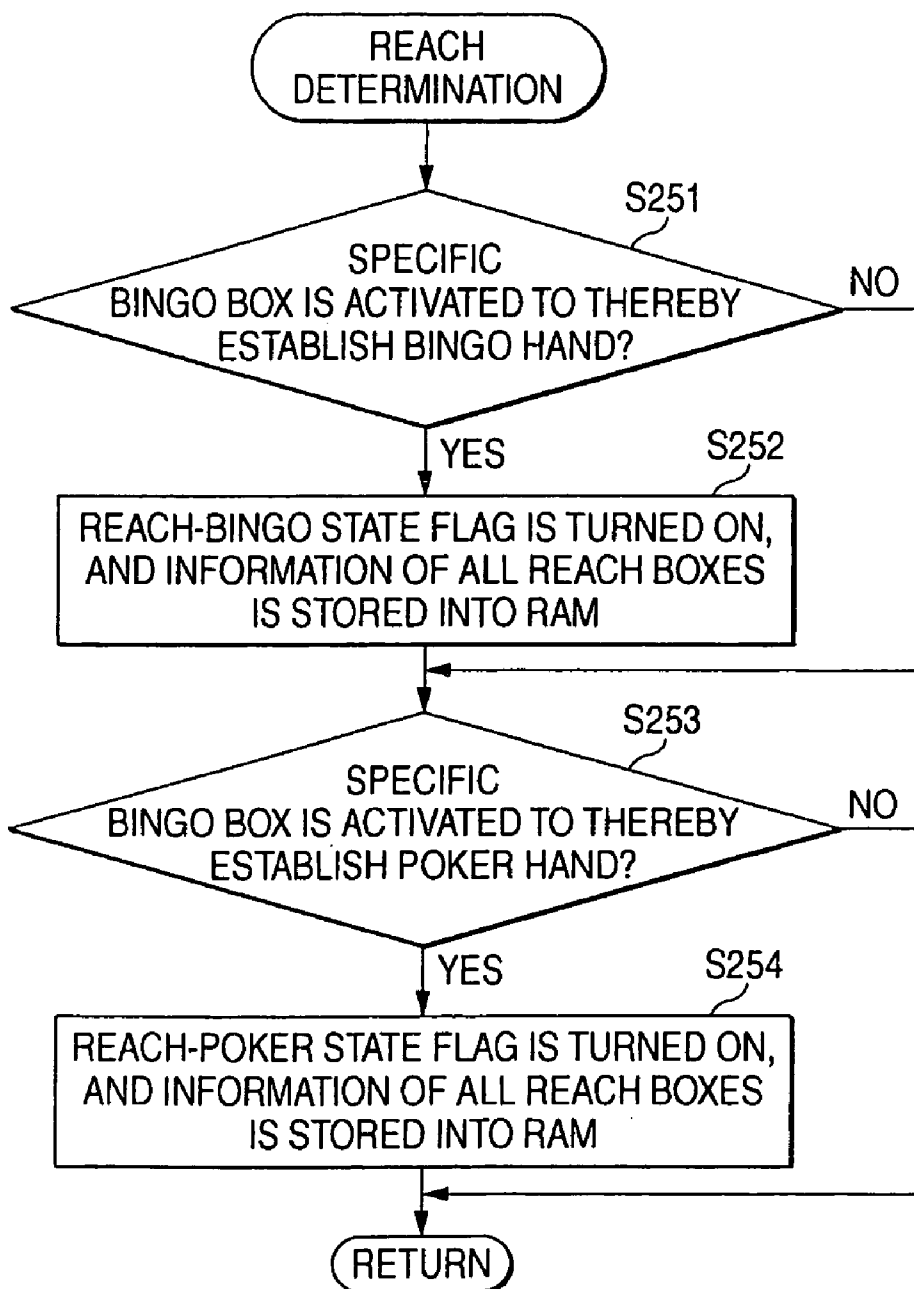 REACH
DETERMINATION
S251
SPECIFIC
BINGO BOX IS ACTIVATED TO THEREBY
ESTABLISH BINGO HAND?
NO
YES
S252
REACH-BINGO STATE FLAG IS TURNED ON,
AND INFORMATION OF ALL REACH BOXES
IS STORED INTO RAM
S253
SPECIFIC
BINGO BOX IS ACTIVATED TO THEREBY
ESTABLISH POKER HAND?
NO
YES
S254
REACH-POKER STATE FLAG IS TURNED ON,
AND INFORMATION OF ALL REACH BOXES
IS STORED INTO RAM
RETURN